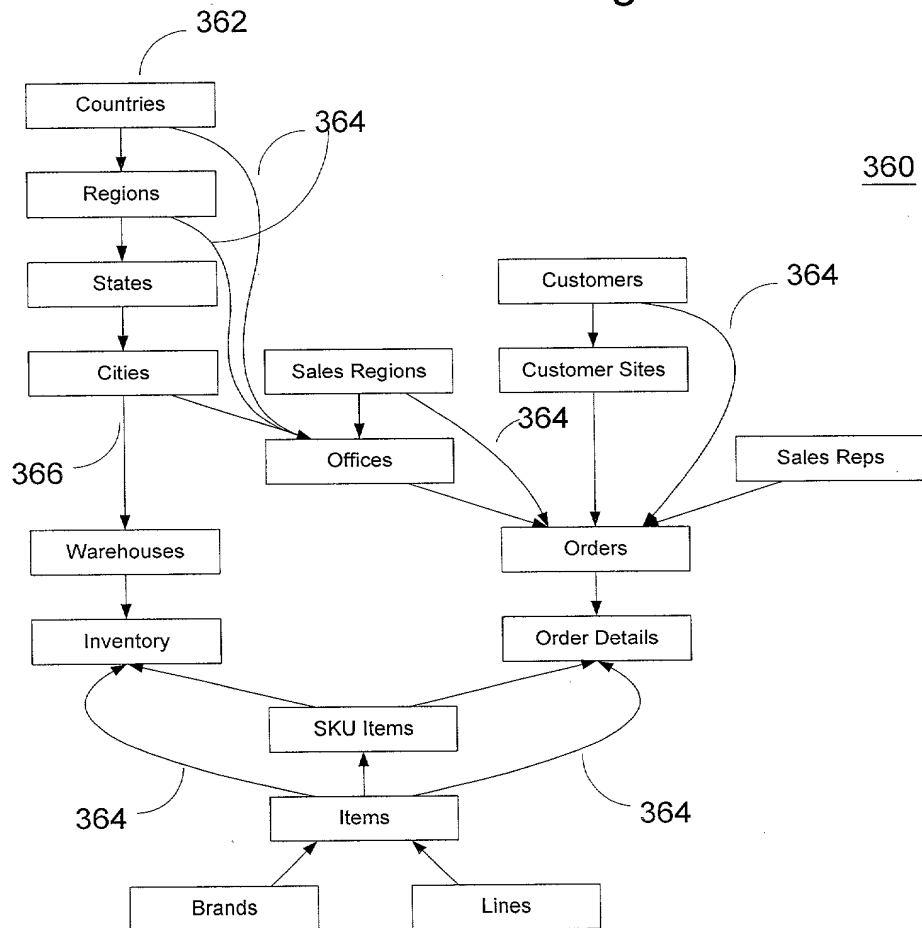 362
Countries
364
360
Regions
States
Customers
364
Cities
Sales Regions
Customer Sites
364
366
Offices
Sales Reps
Warehouses
Orders
Inventory
Order Details
SKU Items
364
Items
364
Brands
Lines